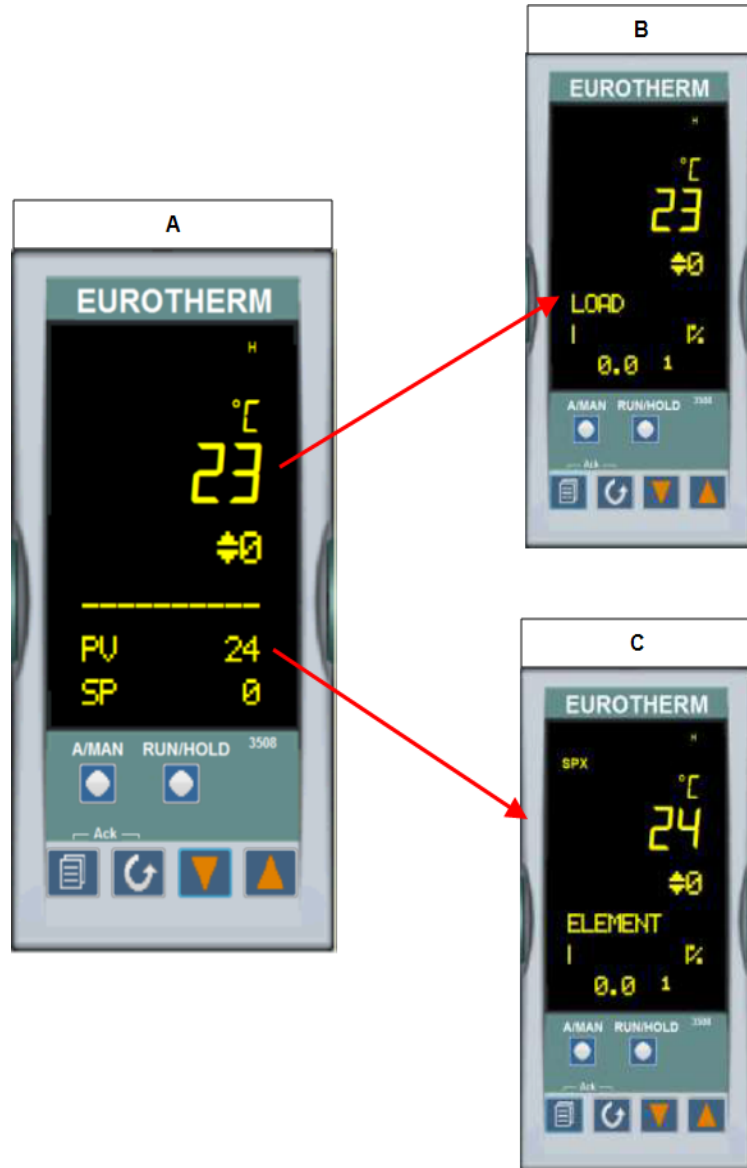 A
EUROTHERM
H
°C
23
0
----------
PV 24
SP 0
A/MAN RUN/HOLD 3508
Ack
B
EUROTHERM
H
°C
23
0
LOAD
%
0.0 1
A/MAN RUN/HOLD 3508
Ack
C
EUROTHERM
H
SPX
°C
24
0
ELEMENT
%
0.0 1
A/MAN RUN/HOLD 3508
Ack